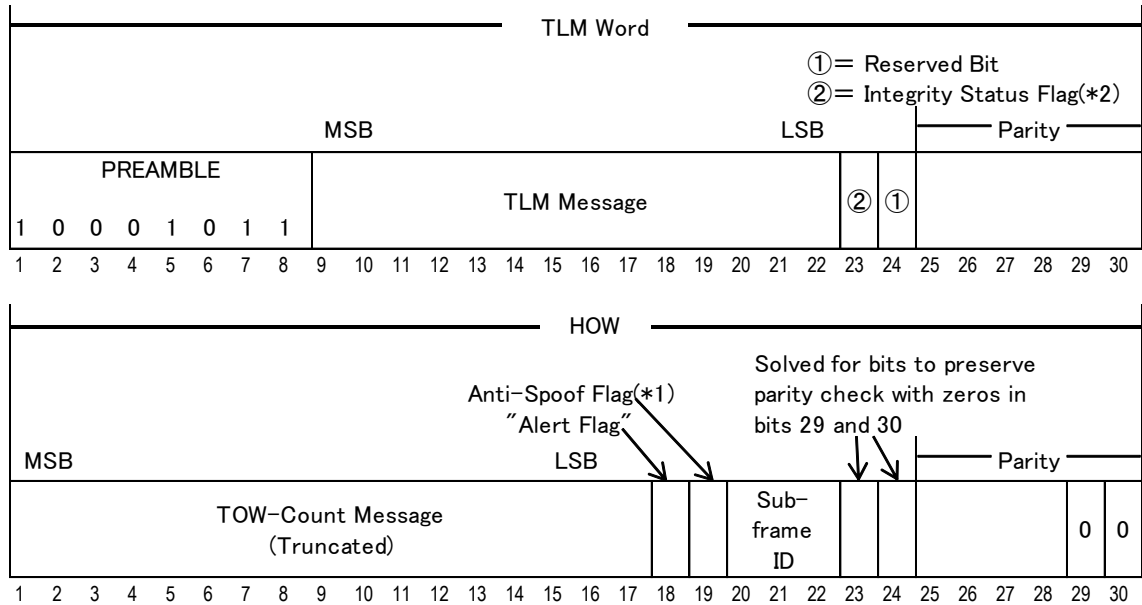 TLM Word
①= Reserved Bit
②= Integrity Status Flag(*2)
MSB LSB Parity
PREAMBLE
TLM Message ② ①
1 0 0 0 1 0 1 1
1 2 3 4 5 6 7 8 9 10 11 12 13 14 15 16 17 18 19 20 21 22 23 24 25 26 27 28 29 30
HOW
Solved for bits to preserve
parity check with zeros in
bits 29 and 30
Anti-Spoof Flag(*1)
"Alert Flag"
MSB LSB Parity
TOW-Count Message
(Truncated)
Sub-
frame
ID
0 0
1 2 3 4 5 6 7 8 9 10 11 12 13 14 15 16 17 18 19 20 21 22 23 24 25 26 27 28 29 30